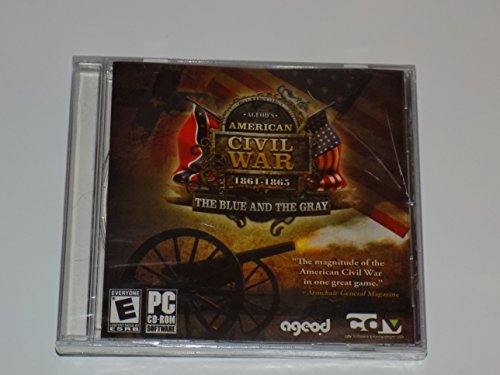 • AGEOD'S •
AMERICAN
CIVIL
WAR
1861-1865
THE BLUE AND THE GRAY
"The magnitude of the
American Civil War
in one great game."
- Armchair General Magazine
EVERYONE
E
ESRB
PC
CD-ROM
SOFTWARE
ageod
cdv